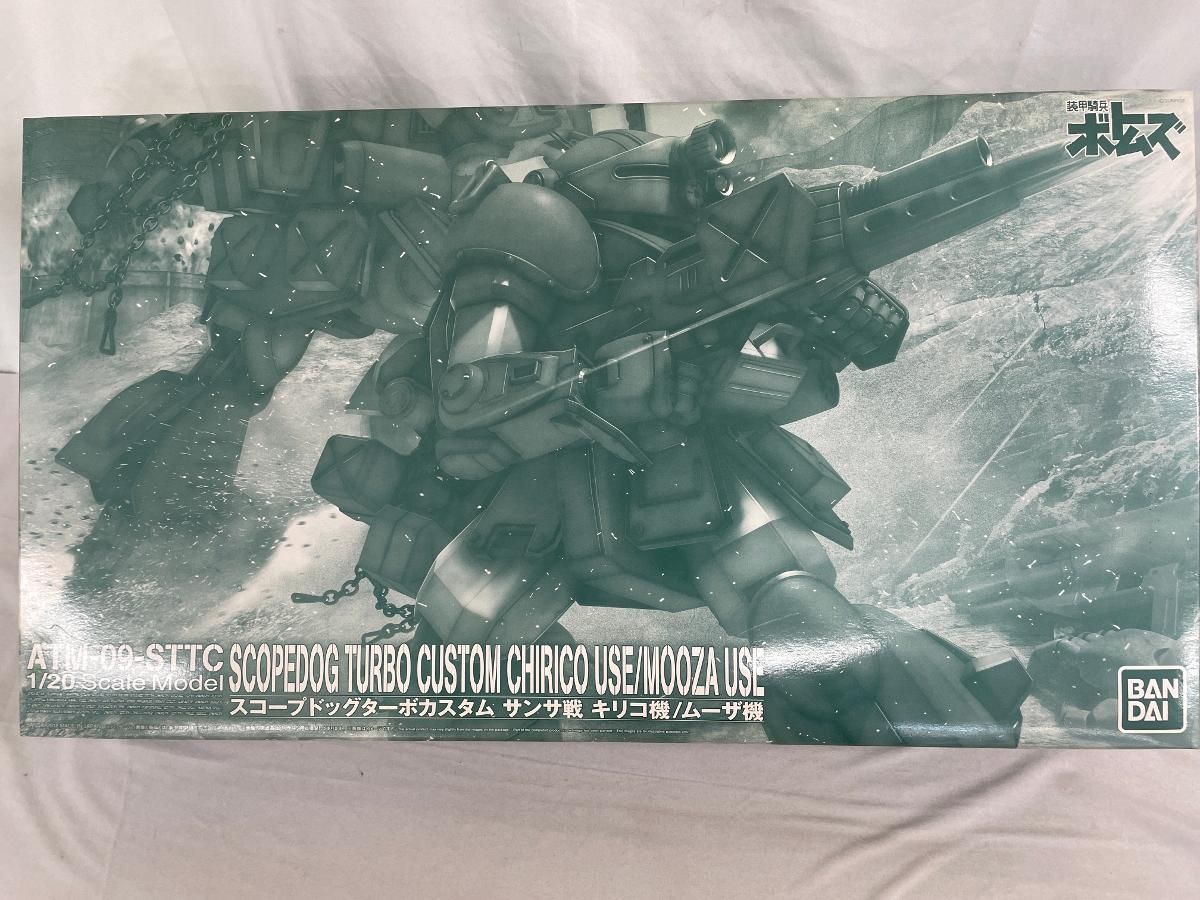 装甲騎兵
ボトムズ
ATM-09-STTC
1/20 Scale Model
SCOPEDOG TURBO CUSTOM CHIRICO USE/MOOZA USE
スコープドッグターボカスタム サンサ戦 キリコ機/ムーザ機
BAN
DAI